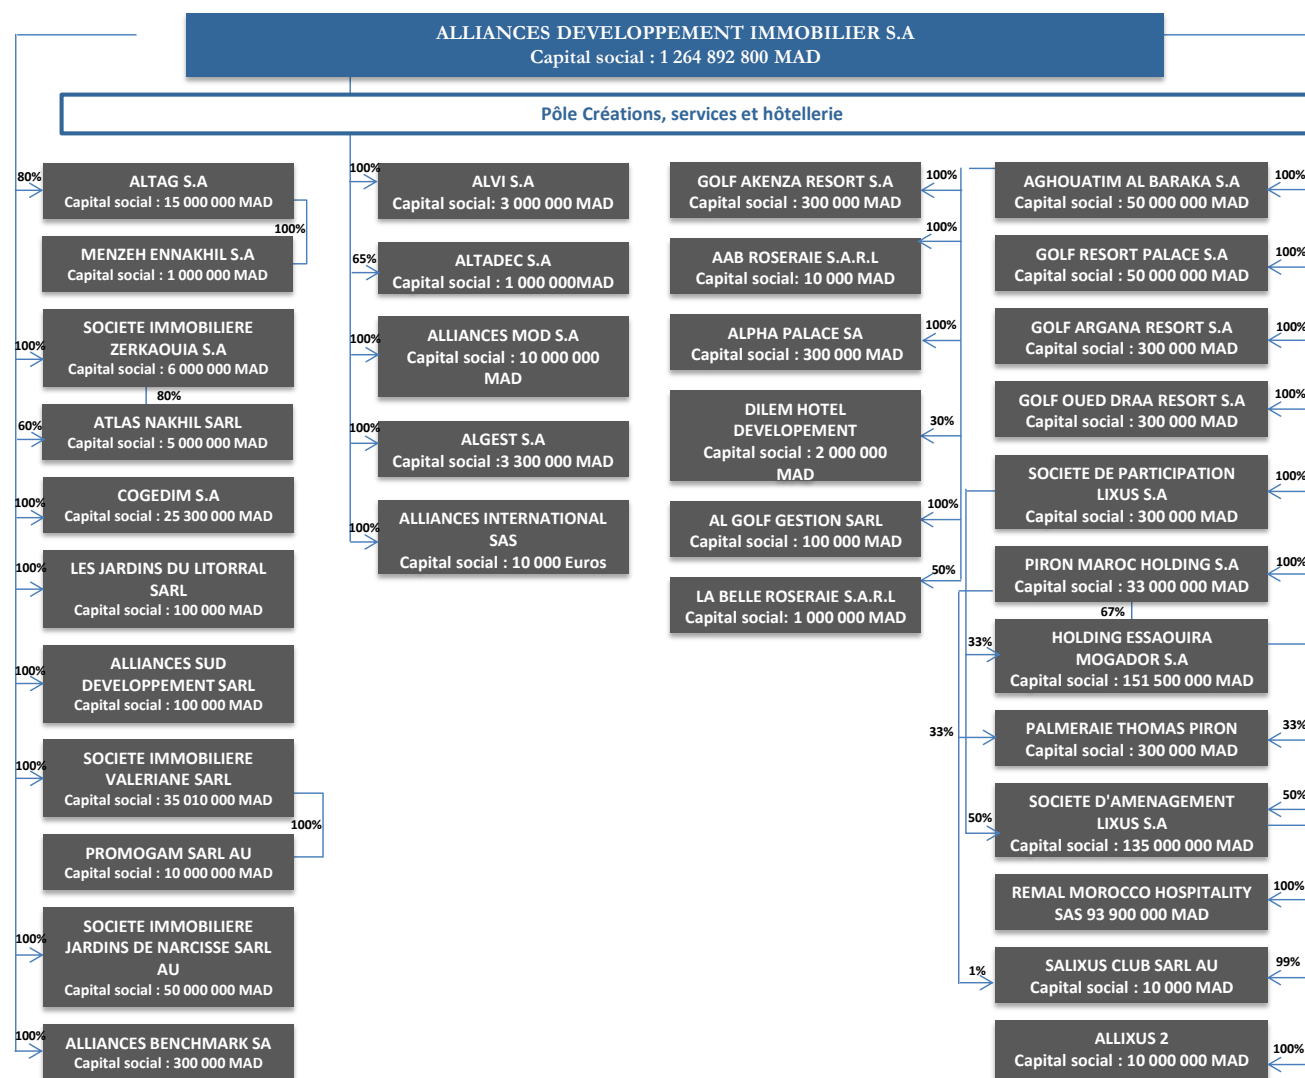 ALLIANCES DEVELOPPEMENT IMMOBILIER S.A
Capital social : 1 264 892 800 MAD
Pôle Créations, services et hôtellerie
80%
ALTAG S.A
Capital social : 15 000 000 MAD
100%
MENZEH ENNAKHIL S.A
Capital social : 1 000 000 MAD
100%
SOCIETE IMMOBILIERE
ZERKAOUIA S.A
Capital social : 6 000 000 MAD
80%
60%
ATLAS NAKHIL SARL
Capital social : 5 000 000 MAD
100%
COGEDIM S.A
Capital social : 25 300 000 MAD
100%
LES JARDINS DU LITORRAL
SARL
Capital social : 100 000 MAD
100%
ALLIANCES SUD
DEVELOPPEMENT SARL
Capital social : 100 000 MAD
100%
SOCIETE IMMOBILIERE
VALERIANE SARL
Capital social : 35 010 000 MAD
100%
PROMOGAM SARL AU
Capital social : 10 000 000 MAD
100%
SOCIETE IMMOBILIERE
JARDINS DE NARCISSE SARL
AU
Capital social : 50 000 000 MAD
100%
ALLIANCES BENCHMARK SA
Capital social : 300 000 MAD
100%
ALVI S.A
Capital social: 3 000 000 MAD
65%
ALTADEC S.A
Capital social : 1 000 000MAD
100%
ALLIANCES MOD S.A
Capital social : 10 000 000
MAD
100%
ALGEST S.A
Capital social :3 300 000 MAD
100%
ALLIANCES INTERNATIONAL
SAS
Capital social : 10 000 Euros
GOLF AKENZA RESORT S.A
Capital social : 300 000 MAD
100%
AAB ROSERAIE S.A.R.L
Capital social: 10 000 MAD
100%
ALPHA PALACE SA
Capital social : 300 000 MAD
100%
DILEM HOTEL
DEVELOPEMENT
Capital social : 2 000 000
MAD
30%
AL GOLF GESTION SARL
Capital social : 100 000 MAD
100%
LA BELLE ROSERAIE S.A.R.L
Capital social: 1 000 000 MAD
50%
AGHOUATIM AL BARAKA S.A
Capital social : 50 000 000 MAD
100%
GOLF RESORT PALACE S.A
Capital social : 50 000 000 MAD
100%
GOLF ARGANA RESORT S.A
Capital social : 300 000 MAD
100%
GOLF OUED DRAA RESORT S.A
Capital social : 300 000 MAD
100%
SOCIETE DE PARTICIPATION
LIXUS S.A
Capital social : 300 000 MAD
100%
PIRON MAROC HOLDING S.A
Capital social : 33 000 000 MAD
100%
67%
33%
HOLDING ESSAOUIRA
MOGADOR S.A
Capital social : 151 500 000 MAD
33%
PALMERAIE THOMAS PIRON
Capital social : 300 000 MAD
33%
50%
SOCIETE D'AMENAGEMENT
LIXUS S.A
Capital social : 135 000 000 MAD
50%
REMAL MOROCCO HOSPITALITY
SAS 93 900 000 MAD
100%
1%
SALIXUS CLUB SARL AU
Capital social : 10 000 MAD
99%
ALLIXUS 2
Capital social : 10 000 000 MAD
100%